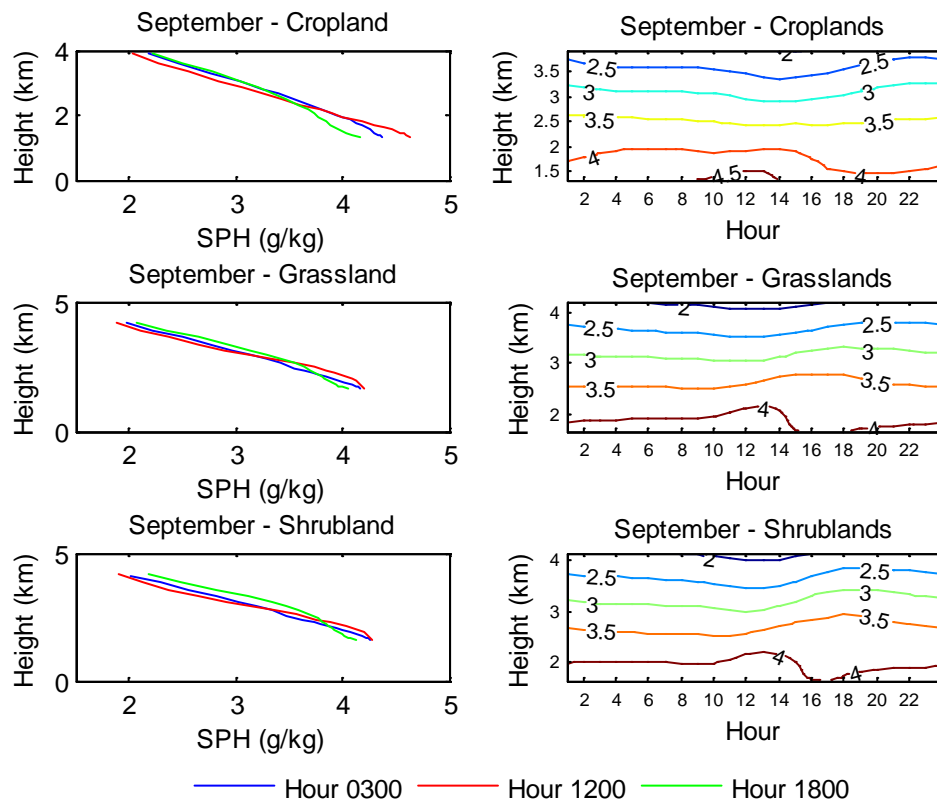 September - Cropland
Height (km)
4
2
0
2 3 4 5
SPH (g/kg)
September - Croplands
Height (km)
3.5
3
2.5
2
1.5
2 2.5 2.5
3 3
3.5 3.5
4 4
4.5
2 4 6 8 10 12 14 16 18 20 22
Hour
September - Grassland
Height (km)
5
0
2 3 4 5
SPH (g/kg)
September - Grasslands
Height (km)
4
3
2
2
2.5 2.5
3 3
3.5 3.5
4 4
2 4 6 8 10 12 14 16 18 20 22
Hour
September - Shrubland
Height (km)
5
0
2 3 4 5
SPH (g/kg)
September - Shrublands
Height (km)
4
3
2
2
2.5 2.5
3 3
3.5 3.5
4 4
2 4 6 8 10 12 14 16 18 20 22
Hour
Hour 0300 Hour 1200 Hour 1800